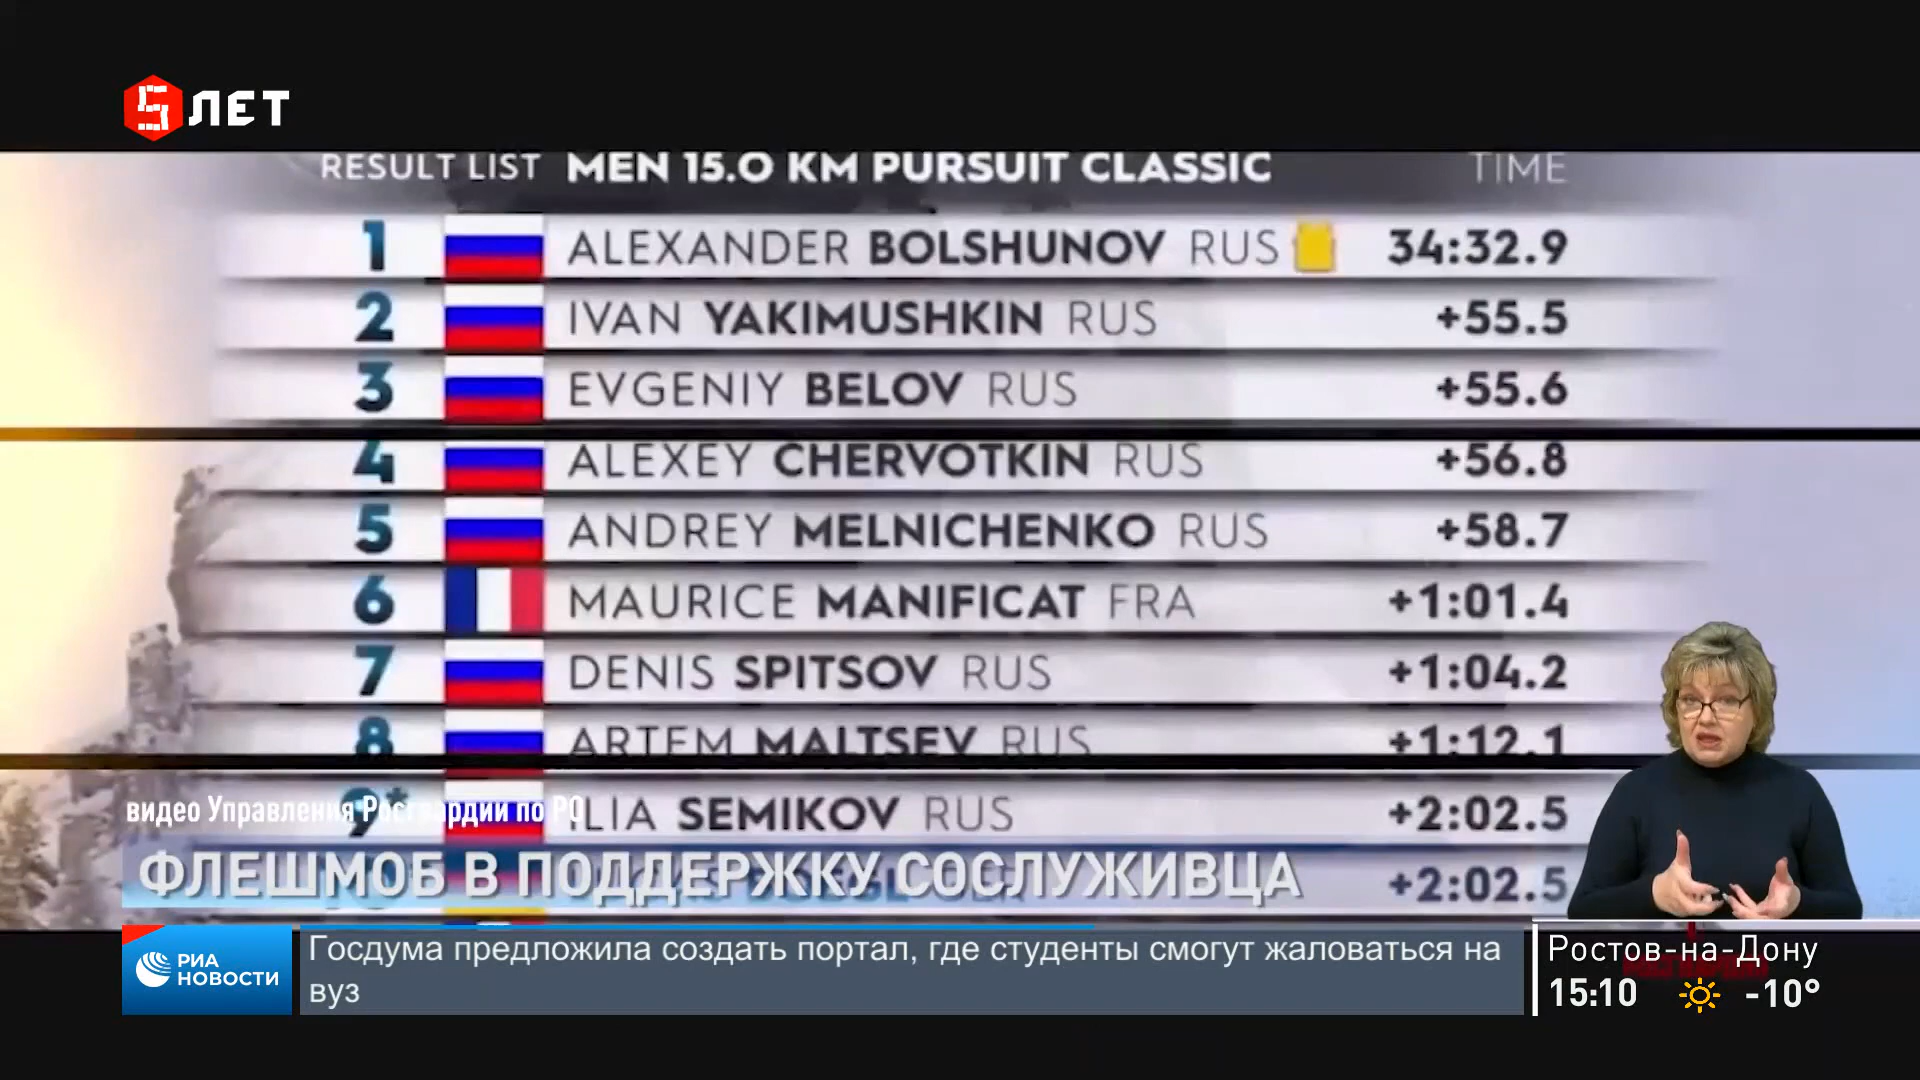 5 ЛЕТ
RESULT LIST MEN 15.0 KM PURSUIT CLASSIC TIME
1 ALEXANDER BOLSHUNOV RUS 34:32.9
2 IVAN YAKIMUSHKIN RUS +55.5
3 EVGENIY BELOV RUS +55.6
4 ALEXEY CHERVOTKIN RUS +56.8
5 ANDREY MELNICHENKO RUS +58.7
6 MAURICE MANIFICAT FRA +1:01.4
7 DENIS SPITSOV RUS +1:04.2
8 ARTEM MALTSEV RUS +1:12.1
9* ILIA SEMIKOV RUS +2:02.5
видео Управления Росгвардии по РО
+2:02.5
ФЛЕШМОБ В ПОДДЕРЖКУ СОСЛУЖИВЦА
РИА НОВОСТИ
Госдума предложила создать портал, где студенты смогут жаловаться на
вуз
Ростов-на-Дону
15:10 -10°